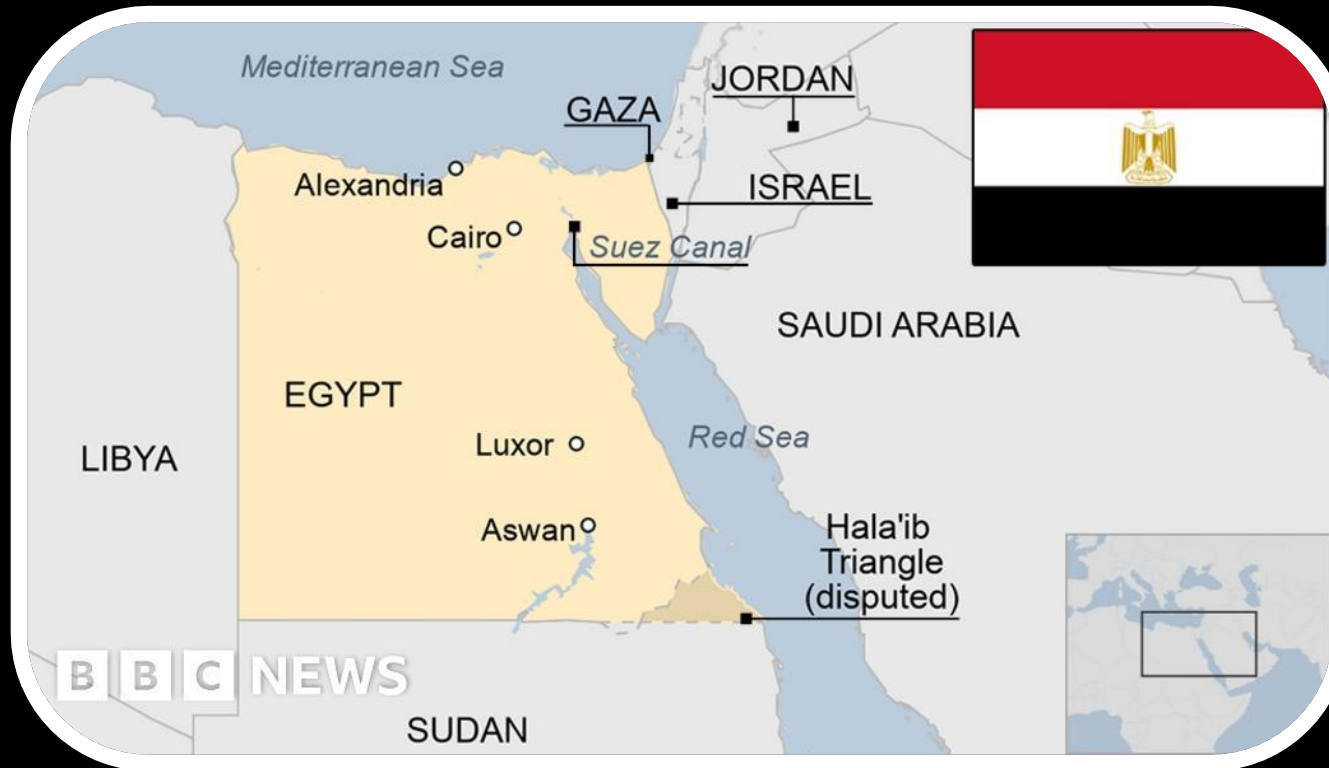 Mediterranean Sea
JORDAN
GAZA
Alexandria
ISRAEL
Cairo
Suez Canal
SAUDI ARABIA
EGYPT
Red Sea
Luxor
LIBYA
Aswan
Hala'ib
Triangle
(disputed)
BBC NEWS
SUDAN